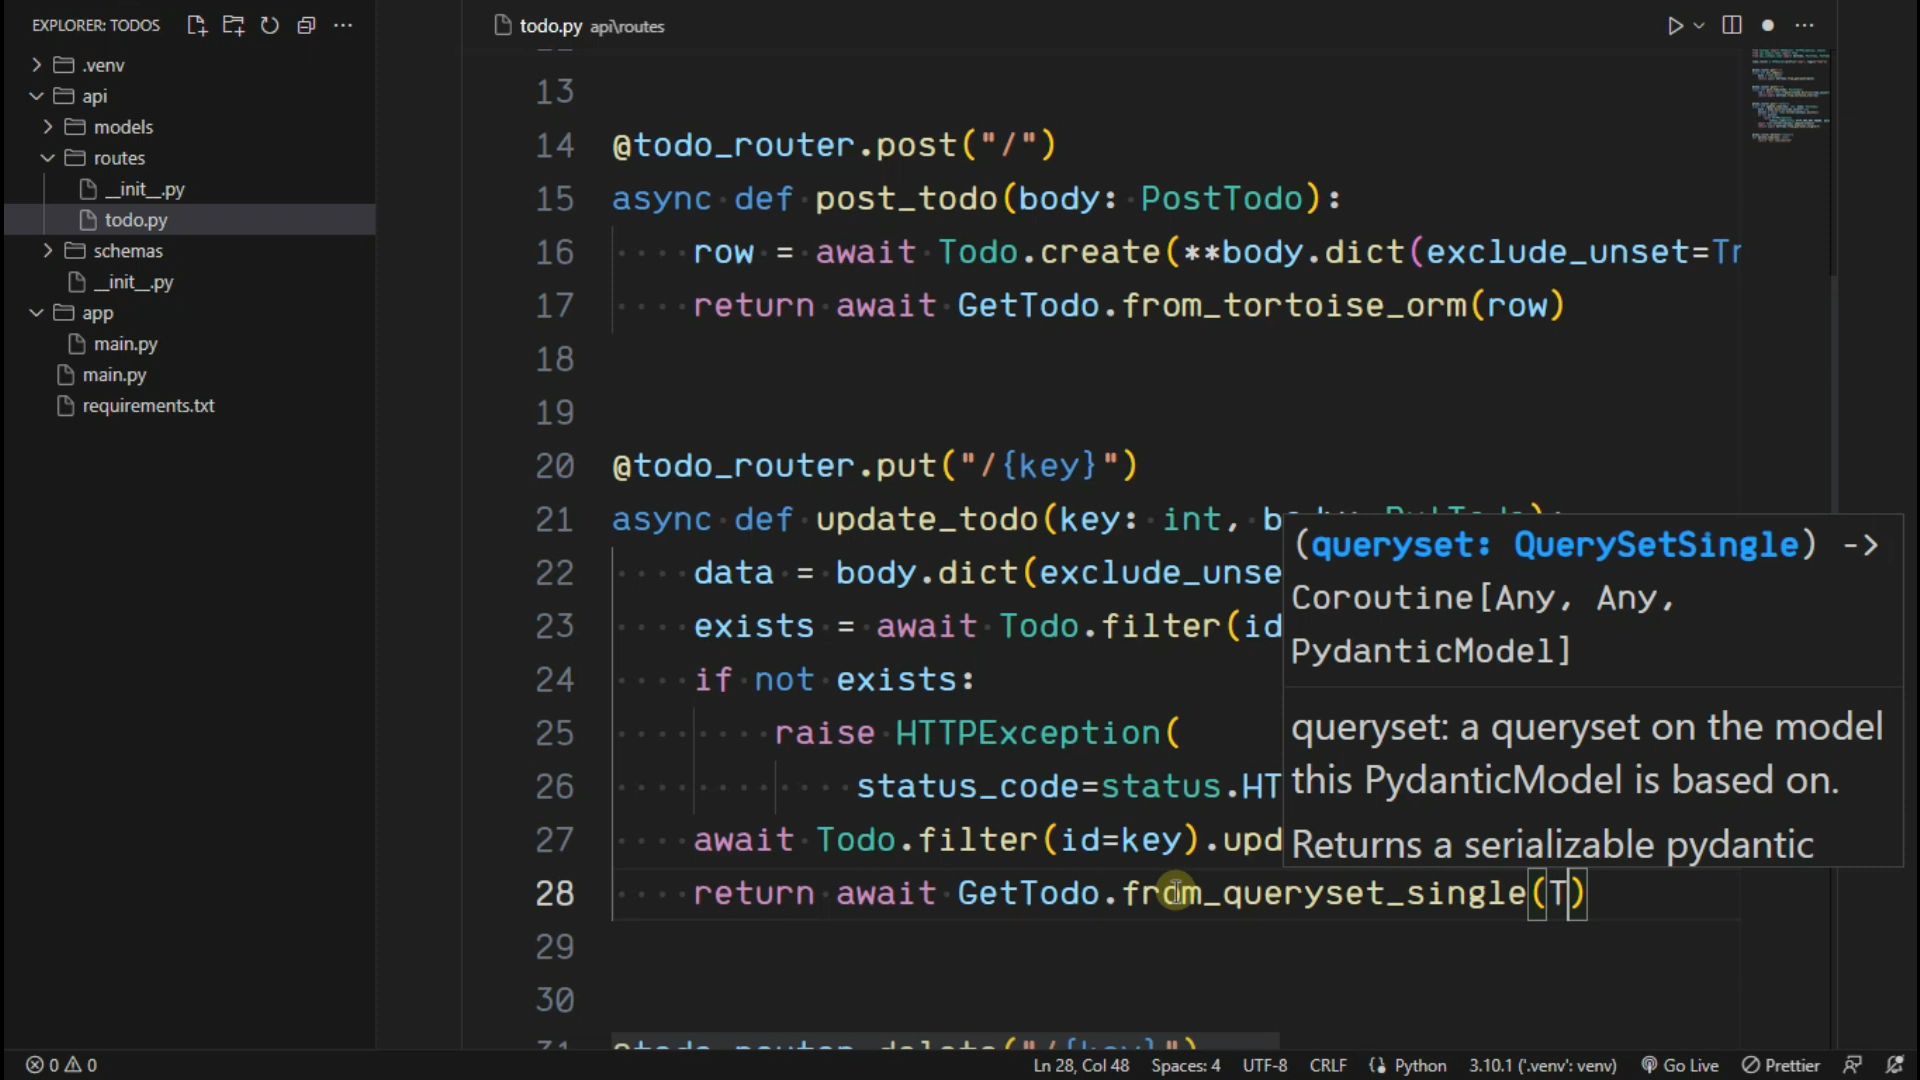 EXPLORER: TODOS
.venv
api
models
routes
__init__.py
todo.py
schemas
__init__.py
app
main.py
main.py
requirements.txt
todo.py api\routes
13
14 @todo_router.post("/")
15 async def post_todo(body: PostTodo):
16 row = await Todo.create(**body.dict(exclude_unset=Tr
17 return await GetTodo.from_tortoise_orm(row)
18
19
20 @todo_router.put("/{key}")
21 async def update_todo(key: int, body: PutTodo):
22 data = body.dict(exclude_unse
23 exists = await Todo.filter(id
24 if not exists:
25 raise HTTPException(
26 status_code=status.HT
27 await Todo.filter(id=key).upd
28 return await GetTodo.from_queryset_single(T)
29
30
31 @todo_router.delete("/{key}")
(queryset: QuerySetSingle) ->
Coroutine[Any, Any,
PydanticModel]
queryset: a queryset on the model
this PydanticModel is based on.
Returns a serializable pydantic
0 0
Ln 28, Col 48 Spaces: 4 UTF-8 CRLF Python 3.10.1 ('.venv': venv) Go Live Prettier